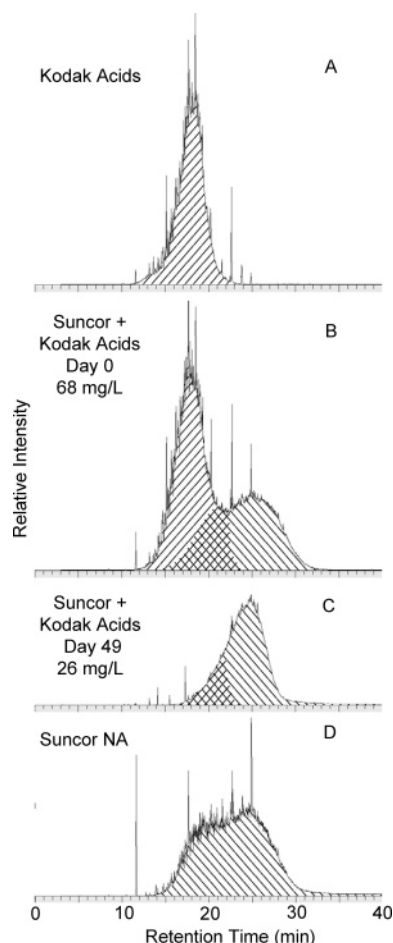 Kodak Acids
A
Suncor +
Kodak Acids
Day 0
68 mg/L
B
Relative Intensity
Suncor +
Kodak Acids
Day 49
26 mg/L
C
Suncor NA
D
0 10 20 30 40
Retention Time (min)